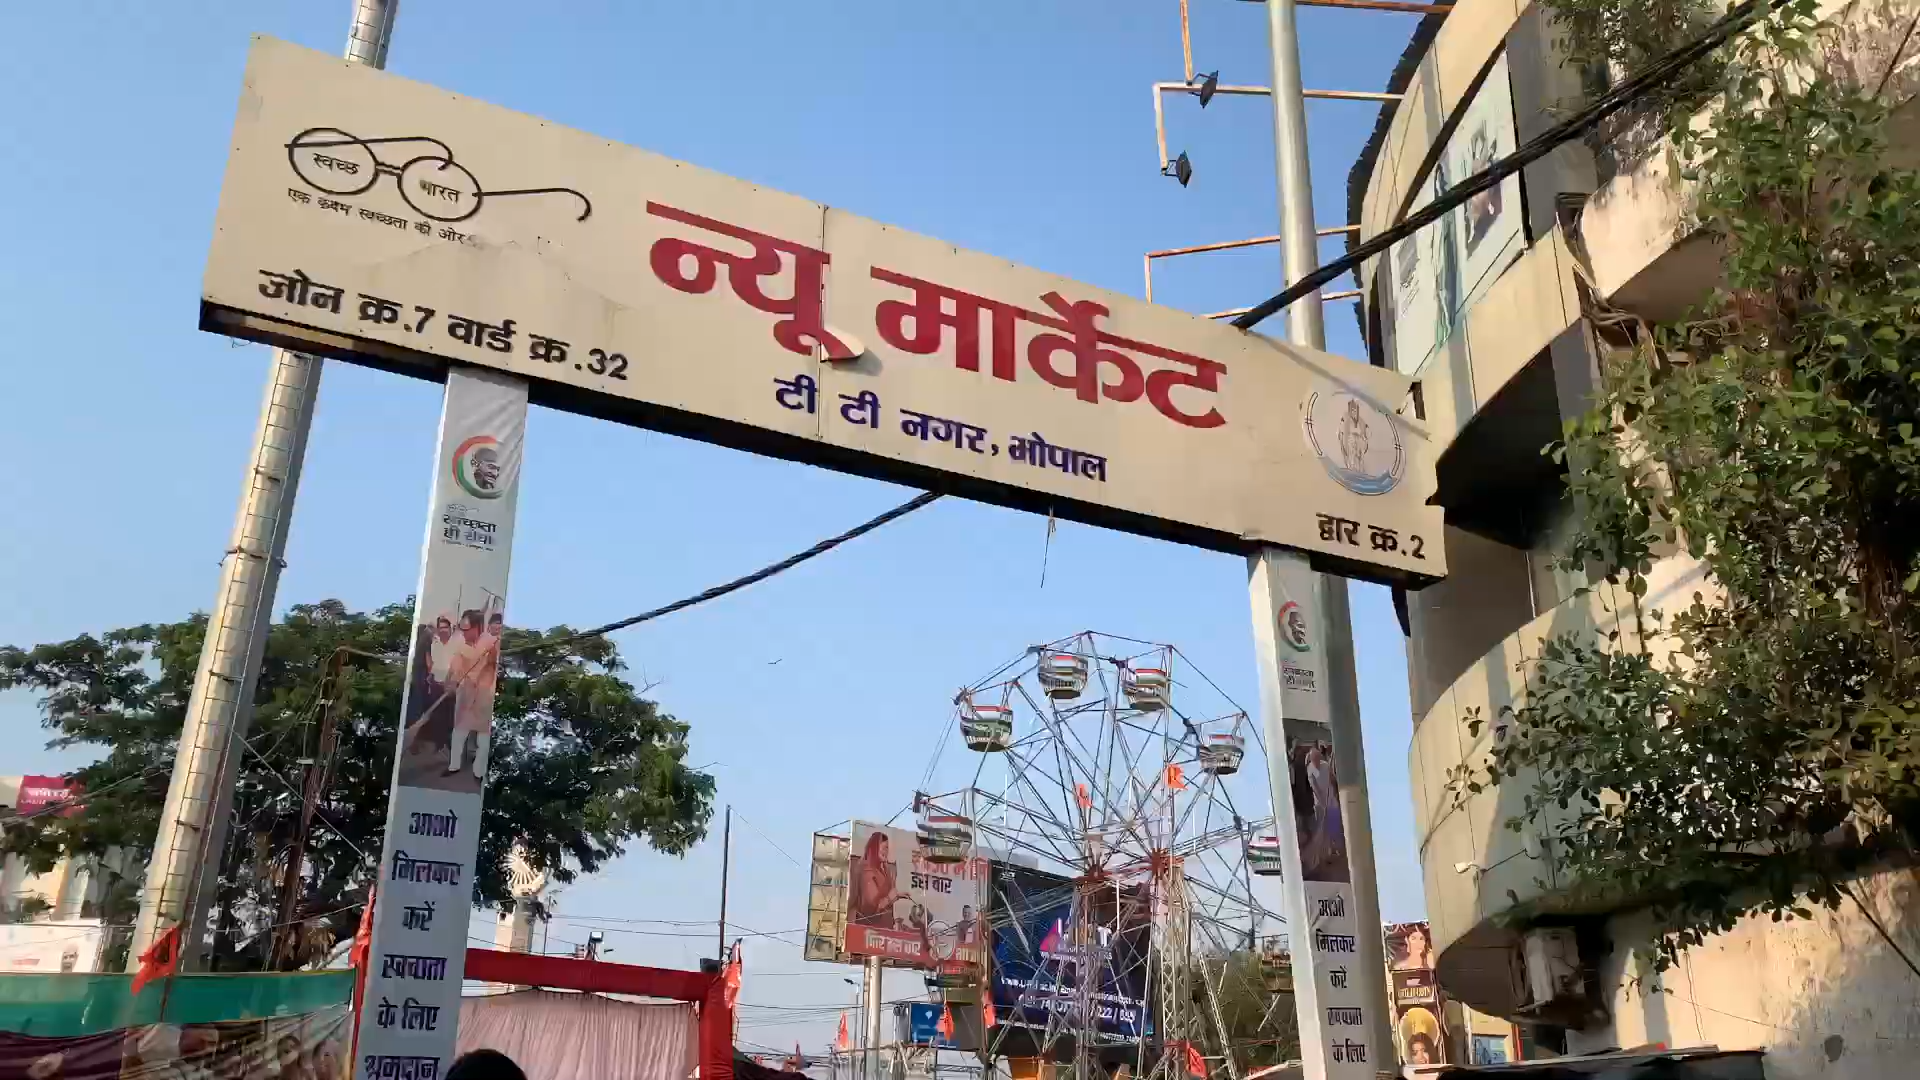 स्वच्छ भारत
एक कदम स्वच्छता की ओर
न्यू मार्केट
जोन क्र.7 वार्ड क्र.32
टी टी नगर, भोपाल
द्वार क्र.2
स्वच्छता
ही सेवा
आओ
मिलकर
करें
स्वच्छता
के लिए
श्रमदान
आओ
मिलकर
करें
स्वच्छता
के लिए
इस बार
फिर इस बार